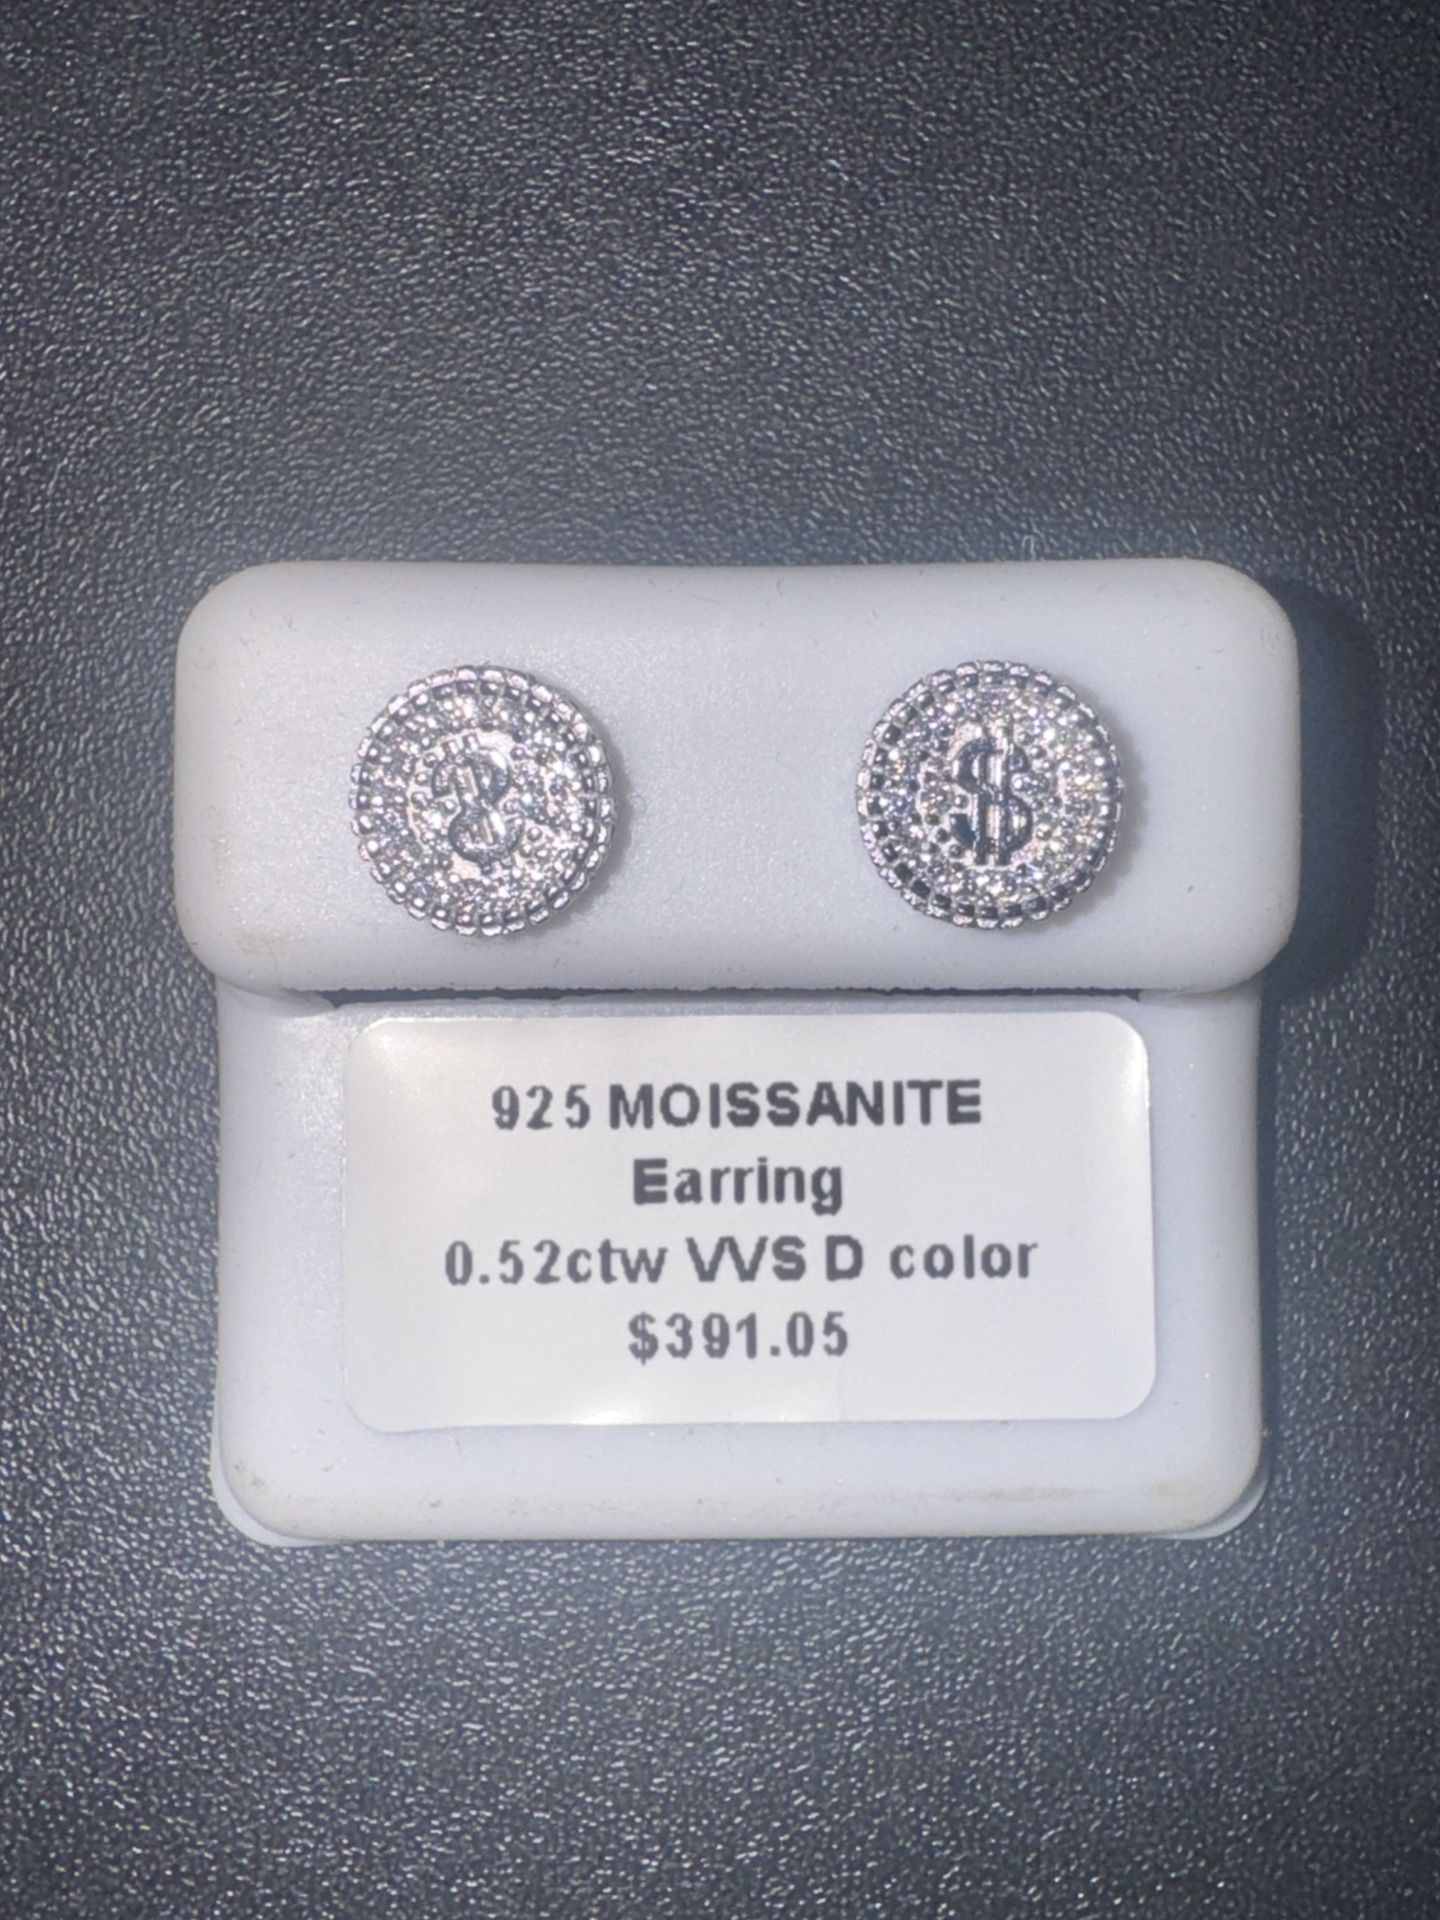 $
$
925 MOISSANITE
Earring
0.52ctw VVS D color
$391.05